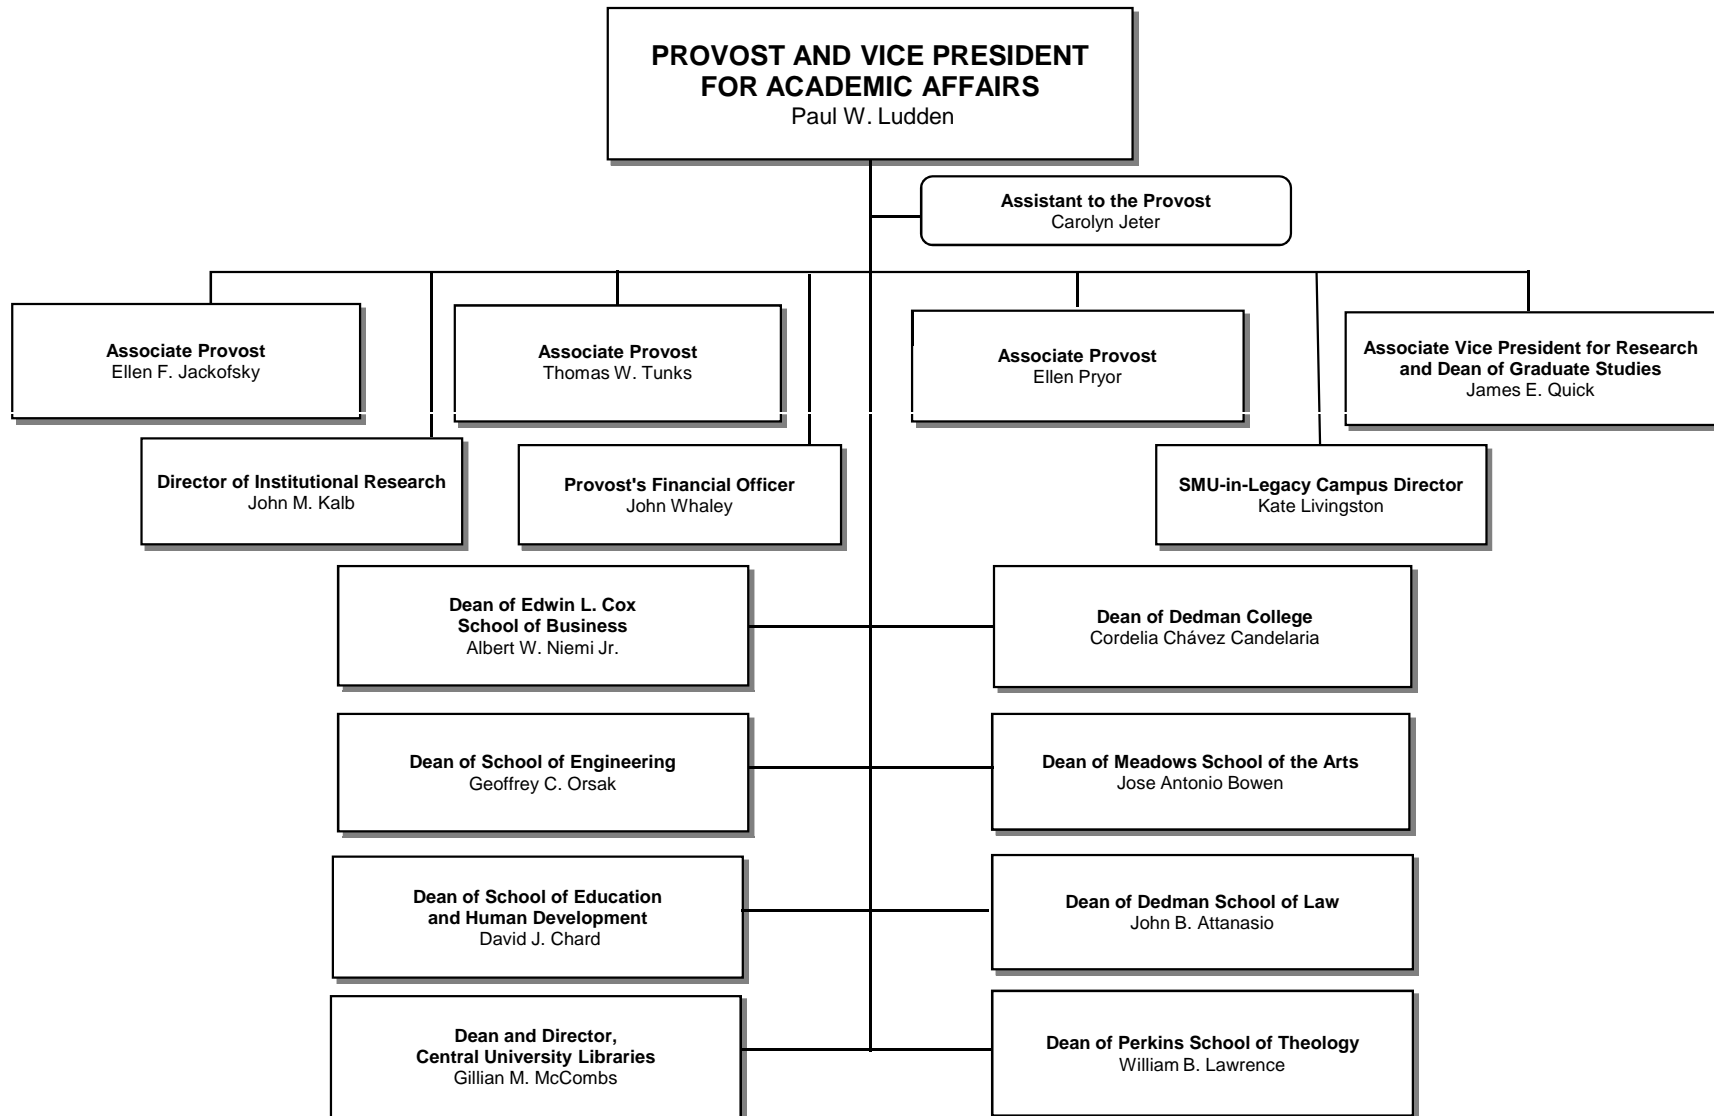 PROVOST AND VICE PRESIDENT
FOR ACADEMIC AFFAIRS
Paul W. Ludden
Assistant to the Provost
Carolyn Jeter
Associate Provost
Ellen F. Jackofsky
Associate Provost
Thomas W. Tunks
Associate Provost
Ellen Pryor
Associate Vice President for Research
and Dean of Graduate Studies
James E. Quick
Director of Institutional Research
John M. Kalb
Provost's Financial Officer
John Whaley
SMU-in-Legacy Campus Director
Kate Livingston
Dean of Edwin L. Cox
School of Business
Albert W. Niemi Jr.
Dean of Dedman College
Cordelia Chávez Candelaria
Dean of School of Engineering
Geoffrey C. Orsak
Dean of Meadows School of the Arts
Jose Antonio Bowen
Dean of School of Education
and Human Development
David J. Chard
Dean of Dedman School of Law
John B. Attanasio
Dean and Director,
Central University Libraries
Gillian M. McCombs
Dean of Perkins School of Theology
William B. Lawrence